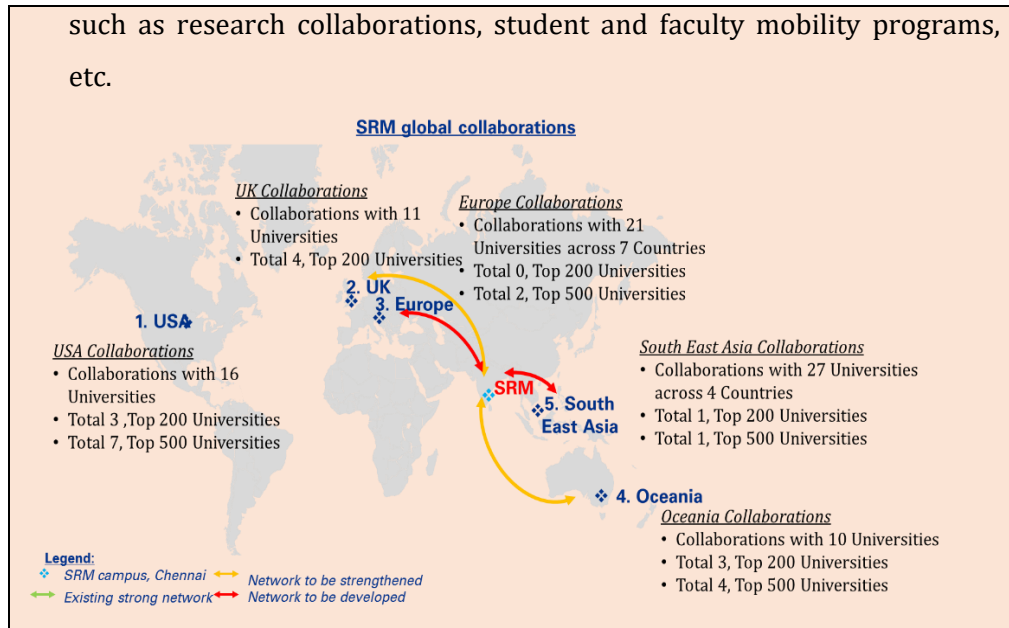 such as research collaborations, student and faculty mobility programs,
etc.
SRM global collaborations
UK Collaborations
• Collaborations with 11
Universities
• Total 4, Top 200 Universities
Europe Collaborations
• Collaborations with 21
Universities across 7 Countries
• Total 0, Top 200 Universities
• Total 2, Top 500 Universities
2. UK
3. Europe
1. USA
USA Collaborations
• Collaborations with 16
Universities
• Total 3 ,Top 200 Universities
• Total 7, Top 500 Universities
South East Asia Collaborations
• Collaborations with 27 Universities
across 4 Countries
• Total 1, Top 200 Universities
• Total 1, Top 500 Universities
SRM
5. South
East Asia
4. Oceania
Oceania Collaborations
• Collaborations with 10 Universities
• Total 3, Top 200 Universities
• Total 4, Top 500 Universities
Legend:
SRM campus, Chennai
Network to be strengthened
Existing strong network
Network to be developed